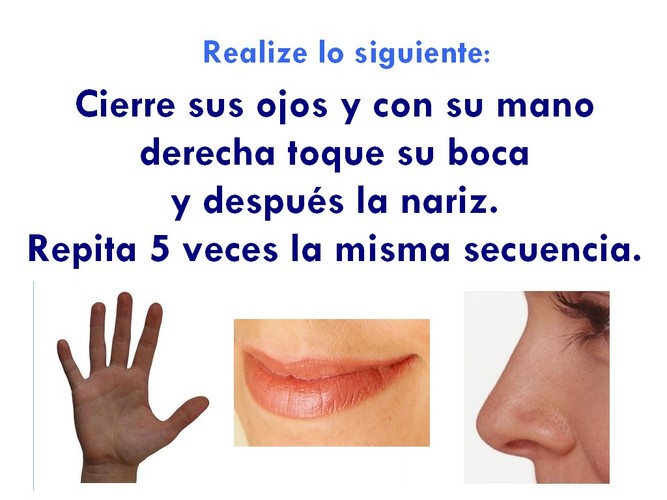 Realize lo siguiente:
Cierre sus ojos y con su mano
derecha toque su boca
y después la nariz.
Repita 5 veces la misma secuencia.